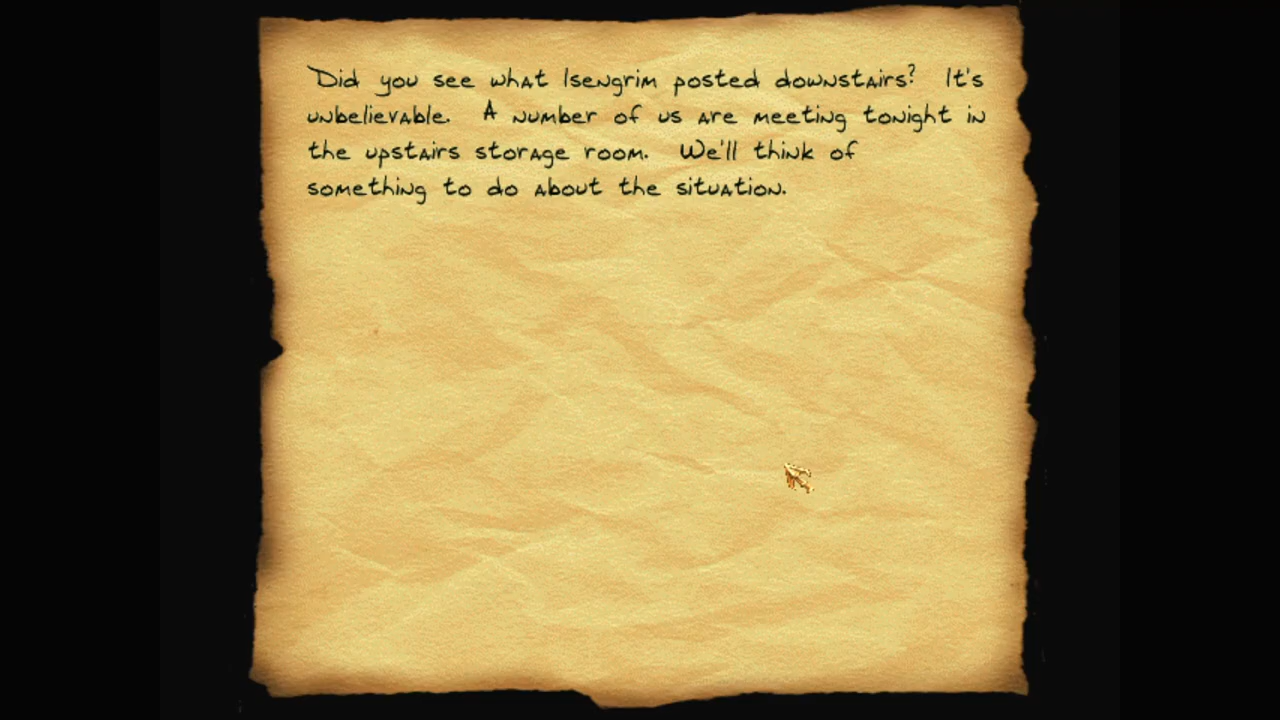 Did you see what Isengrim posted downstairs? It's
unbelievable. A number of us are meeting tonight in
the upstairs storage room. We'll think of
something to do about the situation.